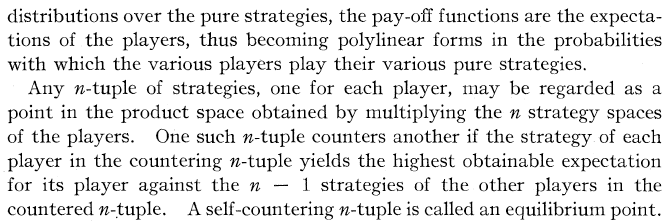 distributions over the pure strategies, the pay-off functions are the expecta-
tions of the players, thus becoming polylinear forms in the probabilities
with which the various players play their various pure strategies.
Any n-tuple of strategies, one for each player, may be regarded as a
point in the product space obtained by multiplying the n strategy spaces
of the players. One such n-tuple counters another if the strategy of each
player in the countering n-tuple yields the highest obtainable expectation
for its player against the n − 1 strategies of the other players in the
countered n-tuple. A self-countering n-tuple is called an equilibrium point.